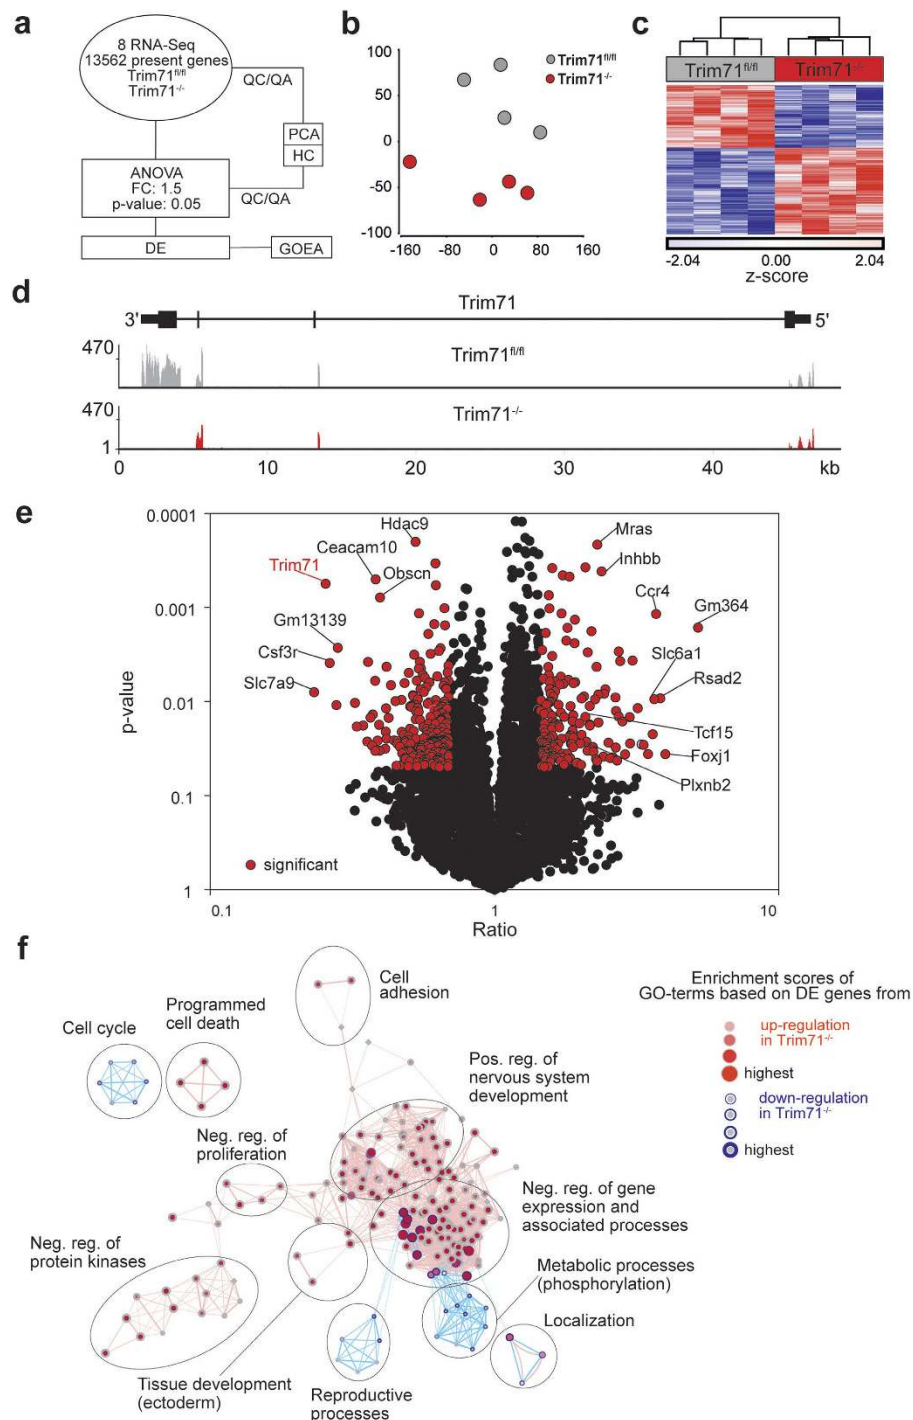 a
8 RNA-Seq
13562 present genes
Trim71fl/fl
Trim71-/-
QC/QA
PCA
HC
ANOVA
FC: 1.5
p-value: 0.05
QC/QA
DE
GOEA
b
100
50
0
-50
-100
-160
-80
0
80
160
Trim71fl/fl
Trim71-/-
c
Trim71fl/fl
Trim71-/-
-2.04
0.00
2.04
z-score
d
Trim71
3'
5'
470
Trim71fl/fl
470
Trim71-/-
1
0
10
20
30
40
kb
e
0.0001
0.001
0.01
0.1
1
p-value
Hdac9
Ceacam10
Trim71
Obscn
Gm13139
Csf3r
Slc7a9
Mras
Inhbb
Ccr4
Gm364
Slc6a1
Rsad2
Tcf15
Foxj1
Plxnb2
significant
0.1
1
10
Ratio
f
Cell
adhesion
Programmed
cell death
Cell cycle
Pos. reg. of
nervous system
development
Neg. reg. of
proliferation
Neg. reg. of gene
expression and
associated processes
Neg. reg. of
protein kinases
Metabolic processes
(phosphorylation)
Localization
Tissue development
(ectoderm)
Reproductive
processes
Enrichment scores of
GO-terms based on DE genes from
up-regulation
in Trim71-/-
highest
down-regulation
in Trim71-/-
highest